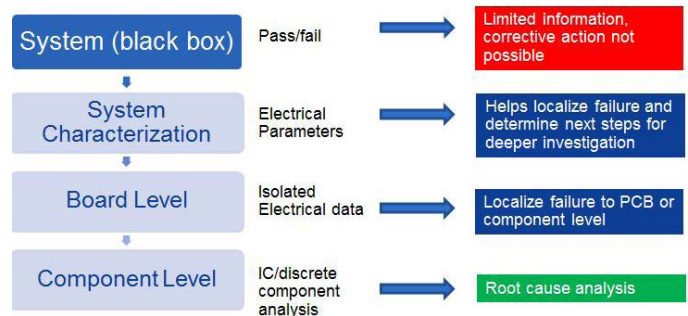 System (black box)
Pass/fail
Limited information,
corrective action not
possible
System
Characterization
Electrical
Parameters
Helps localize failure and
determine next steps for
deeper investigation
Board Level
Isolated
Electrical data
Localize failure to PCB or
component level
Component Level
IC/discrete
component
analysis
Root cause analysis